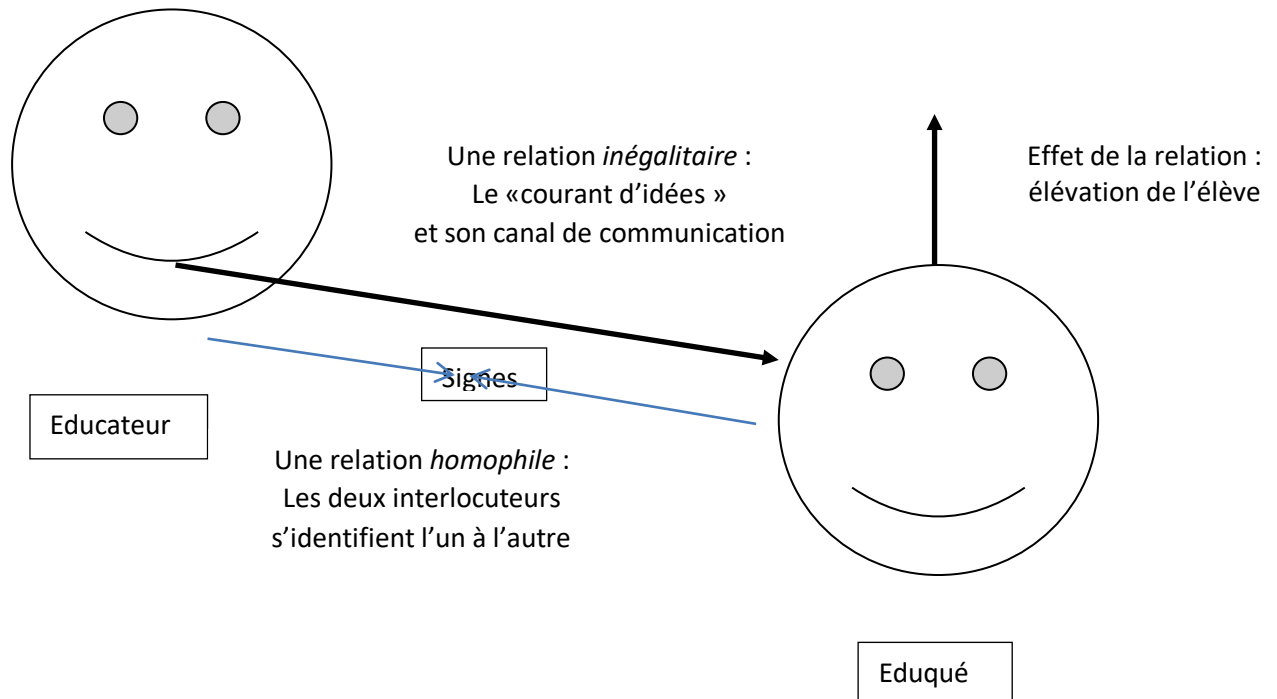 Une relation inégalitaire :
Le «courant d’idées »
et son canal de communication
Effet de la relation :
élévation de l’élève
Signes
Educateur
Une relation homophile :
Les deux interlocuteurs
s’identifient l’un à l’autre
Eduqué